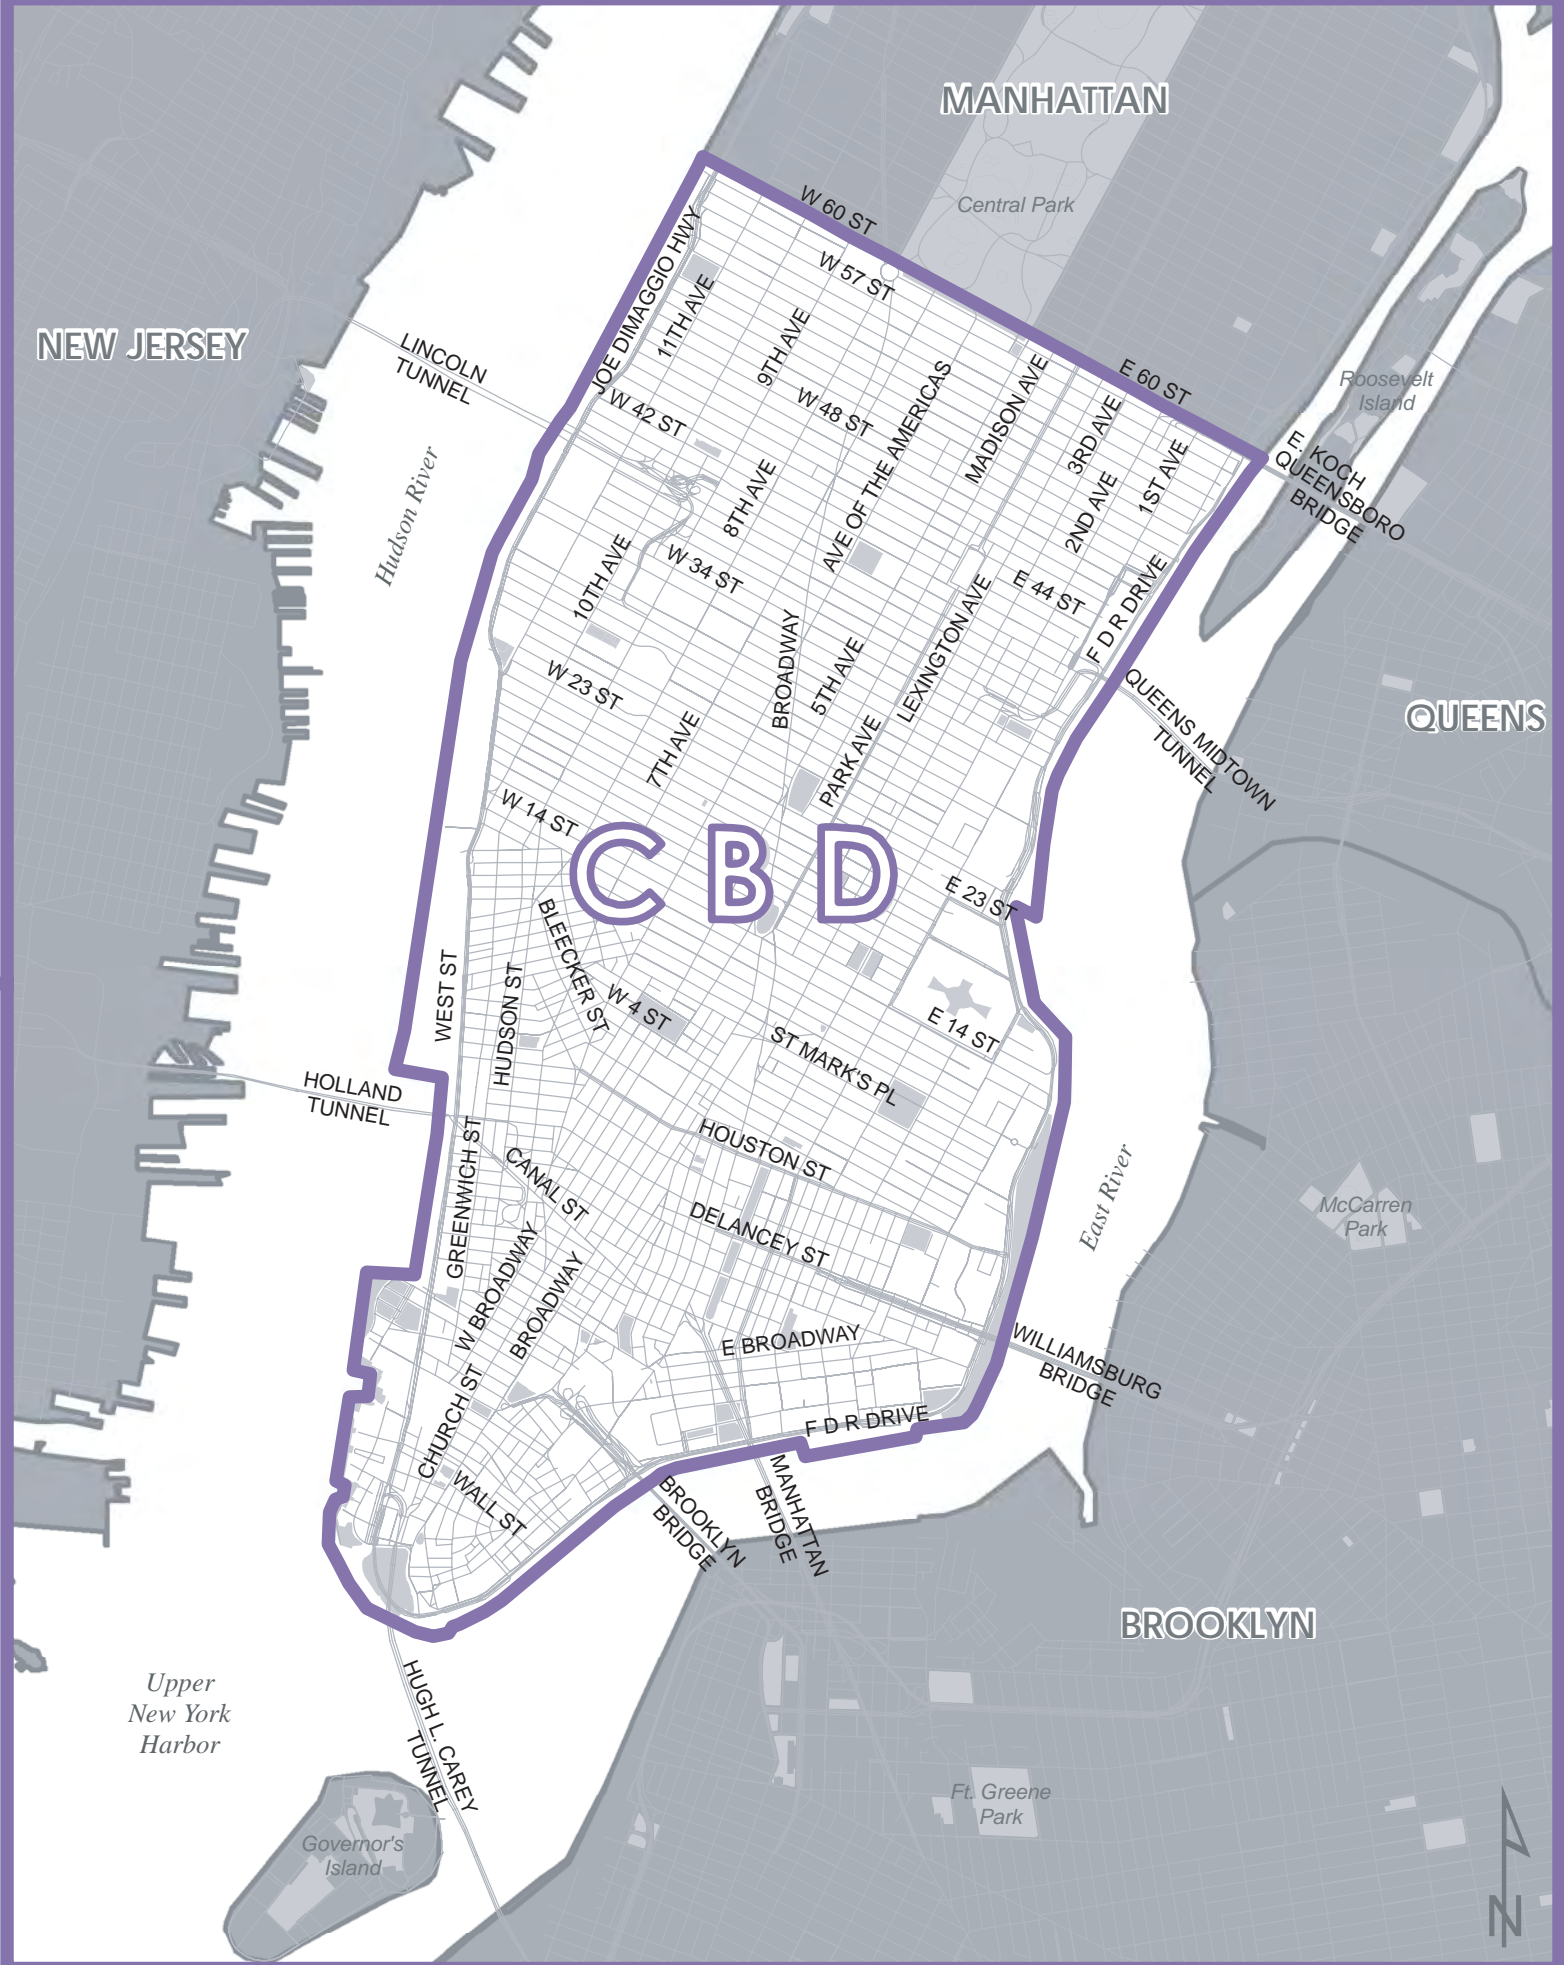 MANHATTAN
Central Park
W 60 ST
W 57 ST
JOE DIMAGGIO HWY
11TH AVE
9TH AVE
NEW JERSEY
LINCOLN
TUNNEL
E 60 ST
Roosevelt
Island
W 42 ST
W 48 ST
AVE OF THE AMERICAS
MADISON AVE
3RD AVE
1ST AVE
2ND AVE
E. KOCH
QUEENSBORO
BRIDGE
Hudson River
8TH AVE
10TH AVE
W 34 ST
E 44 ST
F D R DRIVE
LEXINGTON AVE
BROADWAY
5TH AVE
W 23 ST
QUEENS MIDTOWN
TUNNEL
QUEENS
7TH AVE
PARK AVE
W 14 ST
CBD
E 23 ST
BLEECKER ST
WEST ST
HUDSON ST
W 4 ST
E 14 ST
ST MARK'S PL
HOLLAND
TUNNEL
HOUSTON ST
GREENWICH ST
CANAL ST
East River
McCarren
Park
DELANCEY ST
W BROADWAY
BROADWAY
E BROADWAY
WILLIAMSBURG
BRIDGE
CHURCH ST
F D R DRIVE
WALL ST
BROOKLYN
BRIDGE
MANHATTAN
BRIDGE
BROOKLYN
Upper
New York
Harbor
HUGH L. CAREY
TUNNEL
Ft. Greene
Park
Governor's
Island
N